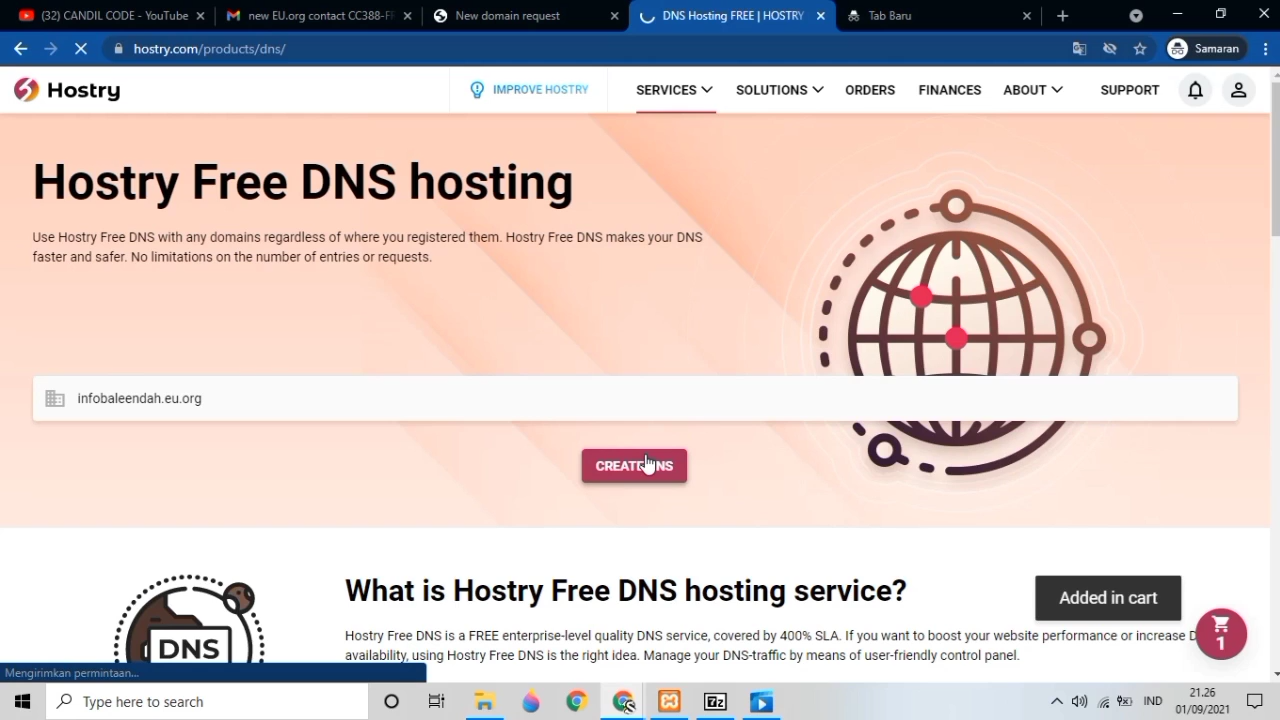 (32) CANDIL CODE - YouTube
new EU.org contact CC388-FR
New domain request
DNS Hosting FREE | HOSTRY
Tab Baru
hostry.com/products/dns/
Samaran
Hostry
IMPROVE HOSTRY
SERVICES
SOLUTIONS
ORDERS
FINANCES
ABOUT
SUPPORT
Hostry Free DNS hosting
Use Hostry Free DNS with any domains regardless of where you registered them. Hostry Free DNS makes your DNS
faster and safer. No limitations on the number of entries or requests.
infobaleendah.eu.org
CREATE DNS
What is Hostry Free DNS hosting service?
Added in cart
DNS
Hostry Free DNS is a FREE enterprise-level quality DNS service, covered by 400% SLA. If you want to boost your website performance or increase D
availability, using Hostry Free DNS is the right idea. Manage your DNS-traffic by means of user-friendly control panel.
1
Mengirimkan permintaan...
Type here to search
7z
IND
21.26
01/09/2021